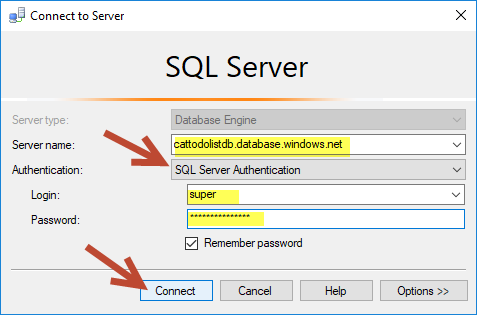 Connect to Server
SQL Server
Server type: Database Engine
Server name: cattodolistdb.database.windows.net
Authentication: SQL Server Authentication
Login: super
Password: ***************
Remember password
Connect Cancel Help Options >>